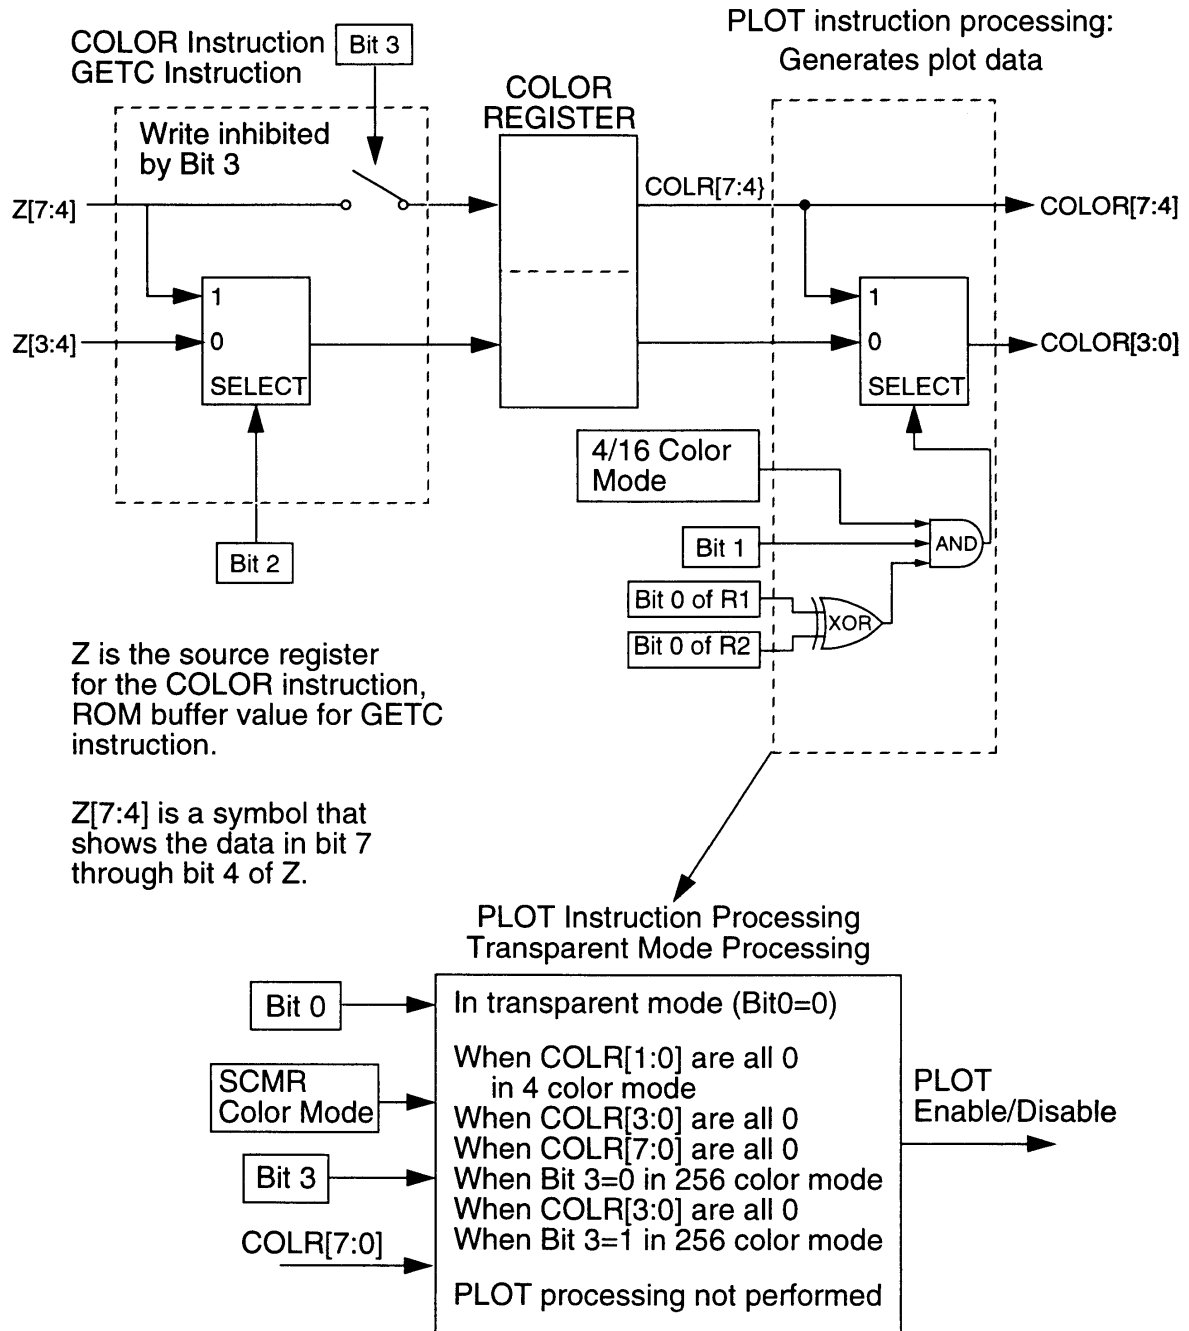 PLOT instruction processing:
Generates plot data
COLOR Instruction
GETC Instruction
Bit 3
COLOR
REGISTER
Write inhibited
by Bit 3
Z[7:4]
COLR[7:4}
COLOR[7:4]
1
0
SELECT
Z[3:4]
1
0
SELECT
COLOR[3:0]
4/16 Color
Mode
Bit 2
Bit 1
AND
Bit 0 of R1
Bit 0 of R2
XOR
Z is the source register
for the COLOR instruction,
ROM buffer value for GETC
instruction.
Z[7:4] is a symbol that
shows the data in bit 7
through bit 4 of Z.
PLOT Instruction Processing
Transparent Mode Processing
Bit 0
SCMR
Color Mode
Bit 3
COLR[7:0]
In transparent mode (Bit0=0)
When COLR[1:0] are all 0
in 4 color mode
When COLR[3:0] are all 0
When COLR[7:0] are all 0
When Bit 3=0 in 256 color mode
When COLR[3:0] are all 0
When Bit 3=1 in 256 color mode
PLOT processing not performed
PLOT
Enable/Disable